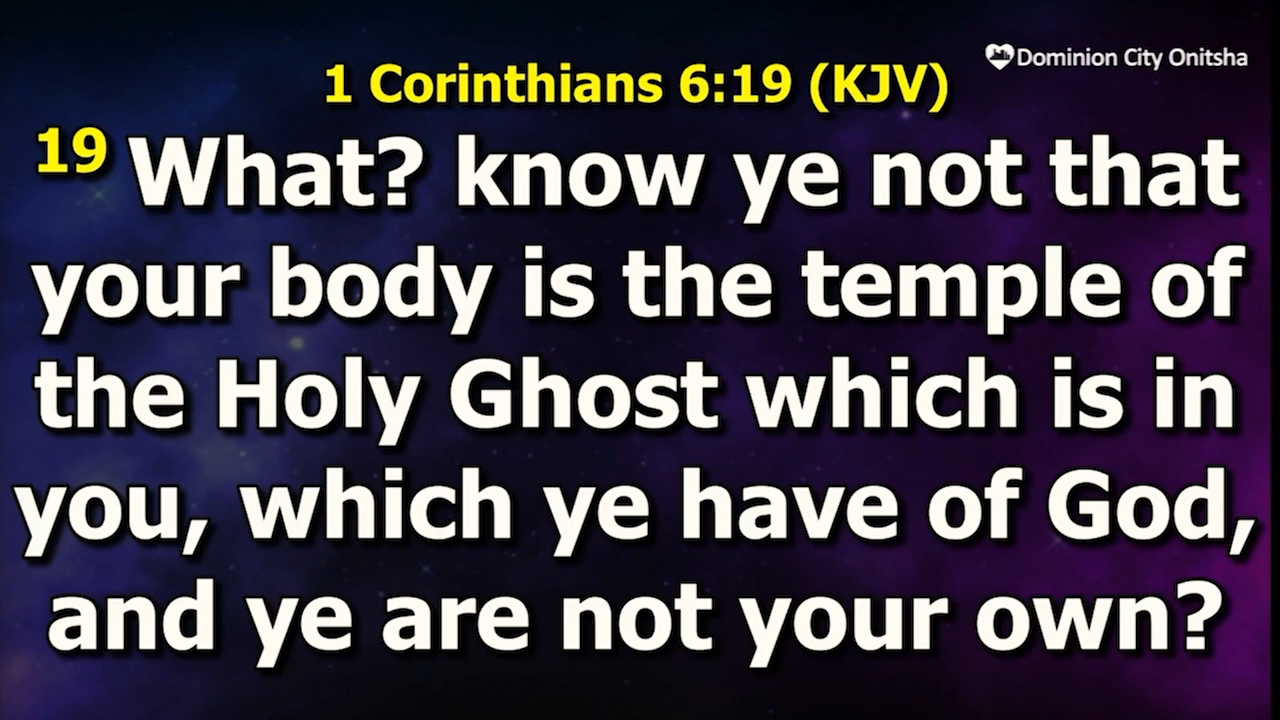 Dominion City Onitsha
1 Corinthians 6:19 (KJV)
19 What? know ye not that
your body is the temple of
the Holy Ghost which is in
you, which ye have of God,
and ye are not your own?